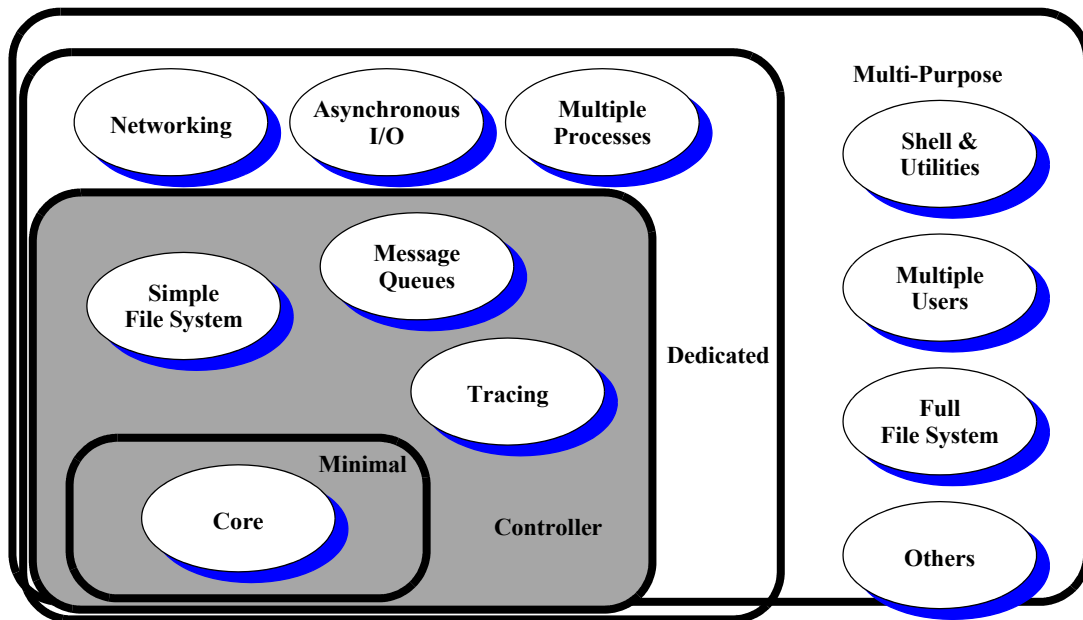 Multi-Purpose
Networking
Asynchronous
I/O
Multiple
Processes
Shell &
Utilities
Message
Queues
Simple
File System
Multiple
Users
Dedicated
Tracing
Full
File System
Minimal
Core
Controller
Others